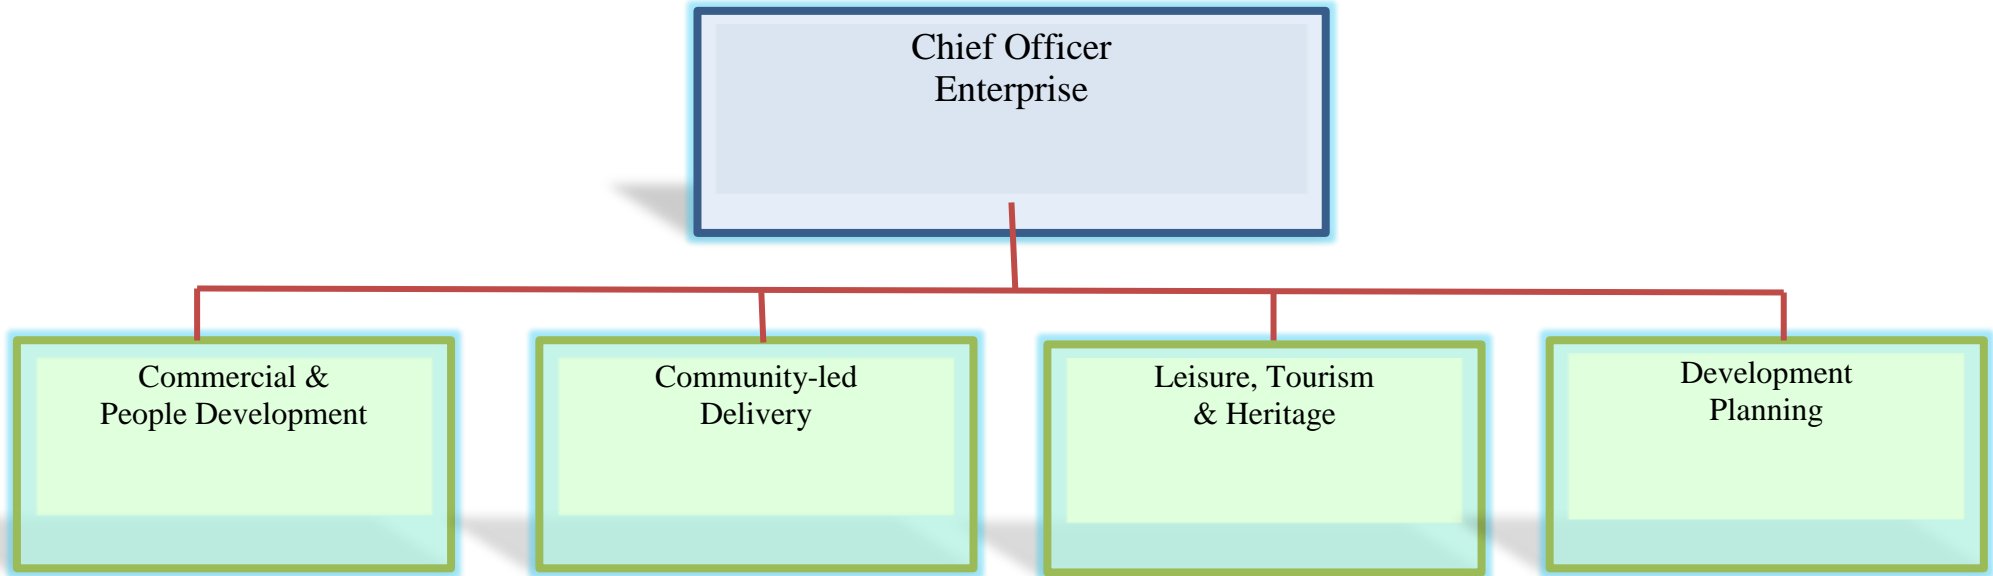 Chief Officer
Enterprise
Commercial &
People Development
Community-led
Delivery
Leisure, Tourism
& Heritage
Development
Planning